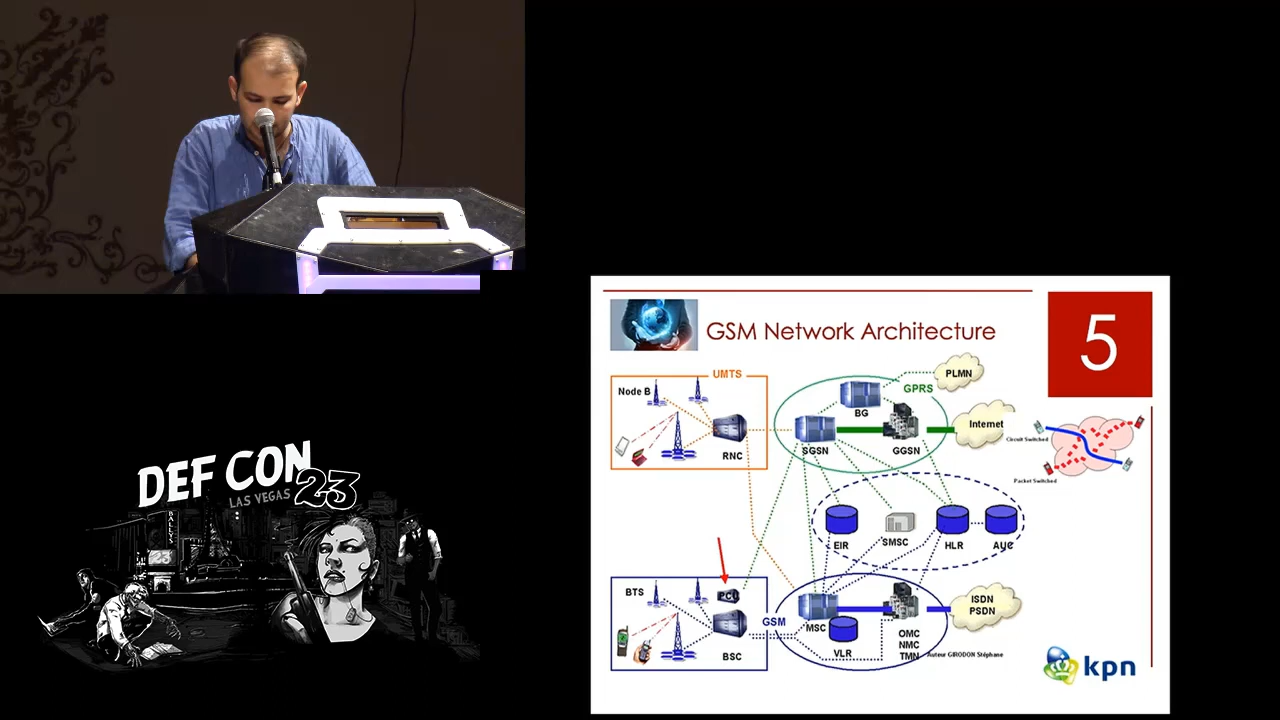 DEF CON
23
LAS VEGAS
BALLYS
GSM Network Architecture
5
UMTS
Node B
RNC
GPRS
PLMN
BG
SGSN
GGSN
Internet
Circuit Switched
Packet Switched
EIR
SMSC
HLR
AUC
BTS
PCU
BSC
GSM
MSC
VLR
OMC
NMC
TMN
ISDN
PSDN
Auteur GIRODON Stéphane
kpn